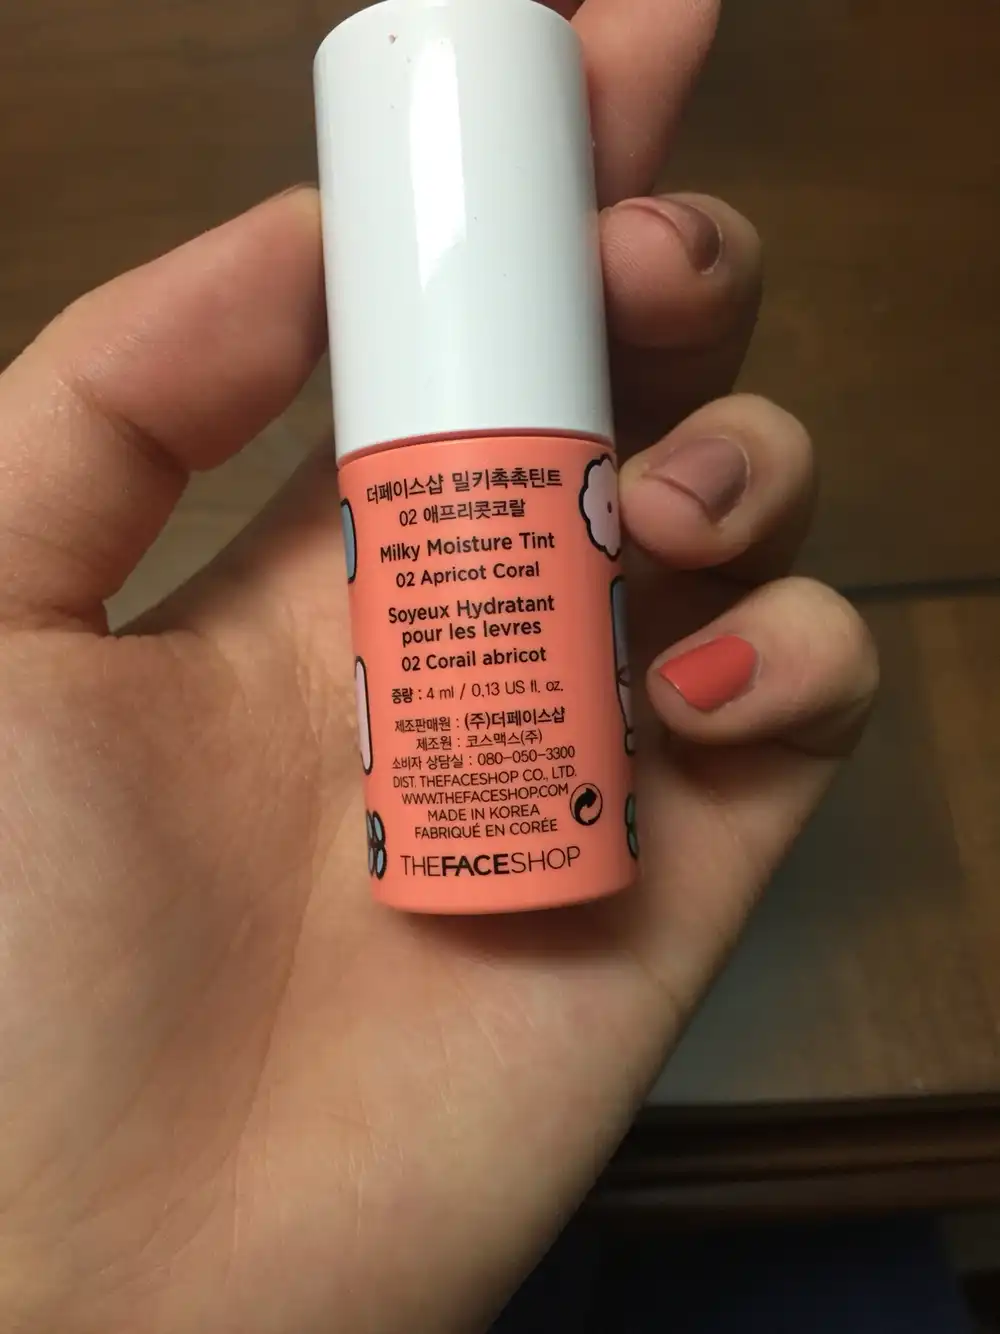 더페이스샵 밀키촉촉틴트
02 애프리콧코랄
Milky Moisture Tint
02 Apricot Coral
Soyeux Hydratant
pour les levres
02 Corail abricot
중량 : 4 ml / 0.13 US fl. oz.
제조판매원 : (주)더페이스샵
제조원 : 코스맥스(주)
소비자 상담실 : 080-050-3300
DIST. THEFACESHOP CO., LTD.
WWW.THEFACESHOP.COM
MADE IN KOREA
FABRIQUÉ EN CORÉE
THEFACESHOP